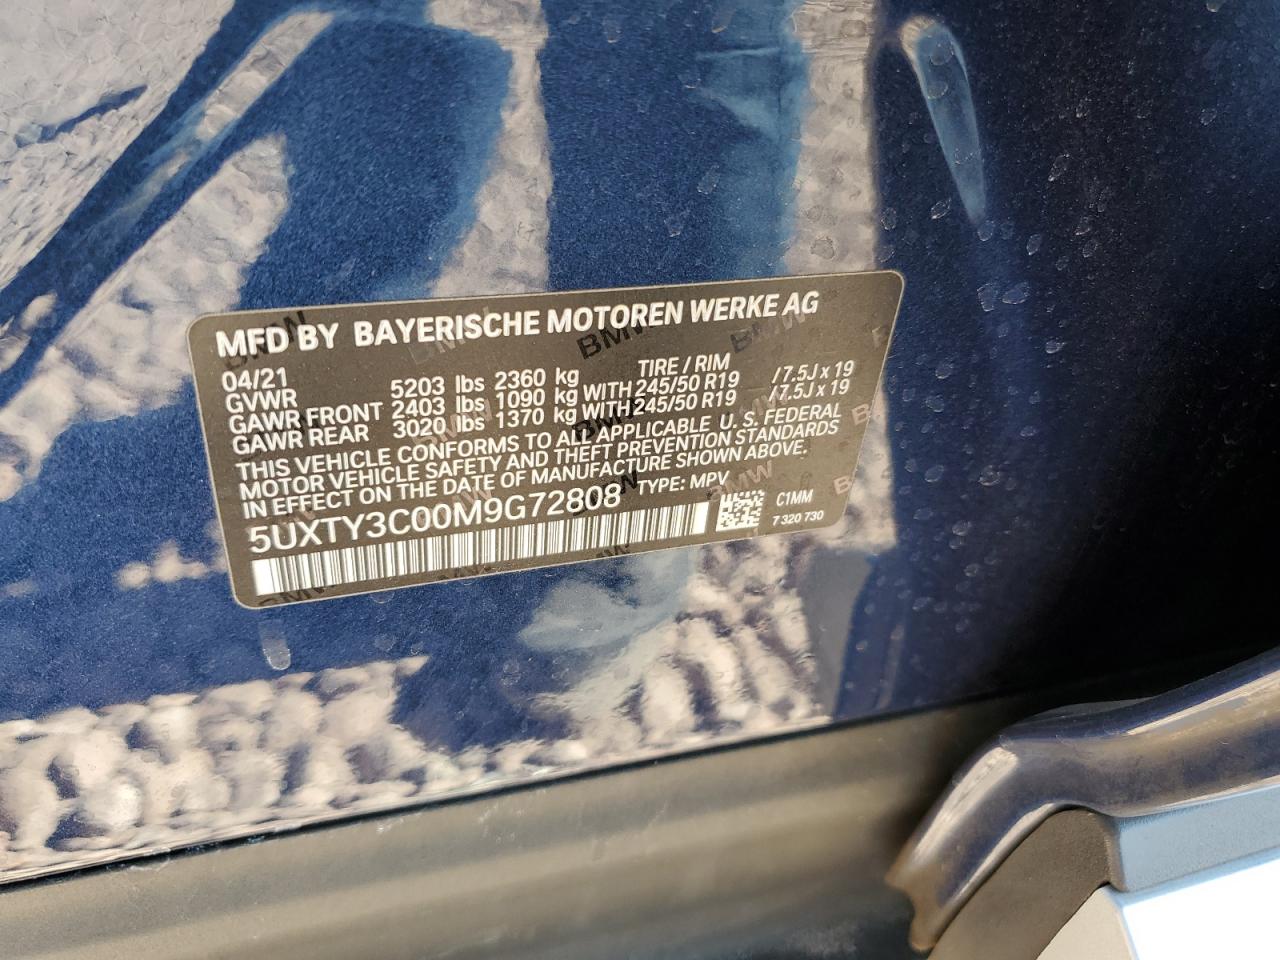 MFD BY BAYERISCHE MOTOREN WERKE AG
04/21 TIRE / RIM
GVWR 5203 lbs 2360 kg
GAWR FRONT 2403 lbs 1090 kg WITH 245/50 R19 /7.5J x 19
GAWR REAR 3020 lbs 1370 kg WITH 245/50 R19 /7.5J x 19
THIS VEHICLE CONFORMS TO ALL APPLICABLE U. S. FEDERAL
MOTOR VEHICLE SAFETY AND THEFT PREVENTION STANDARDS
IN EFFECT ON THE DATE OF MANUFACTURE SHOWN ABOVE.
5UXTY3C00M9G72808 TYPE: MPV
C1MM
7 320 730